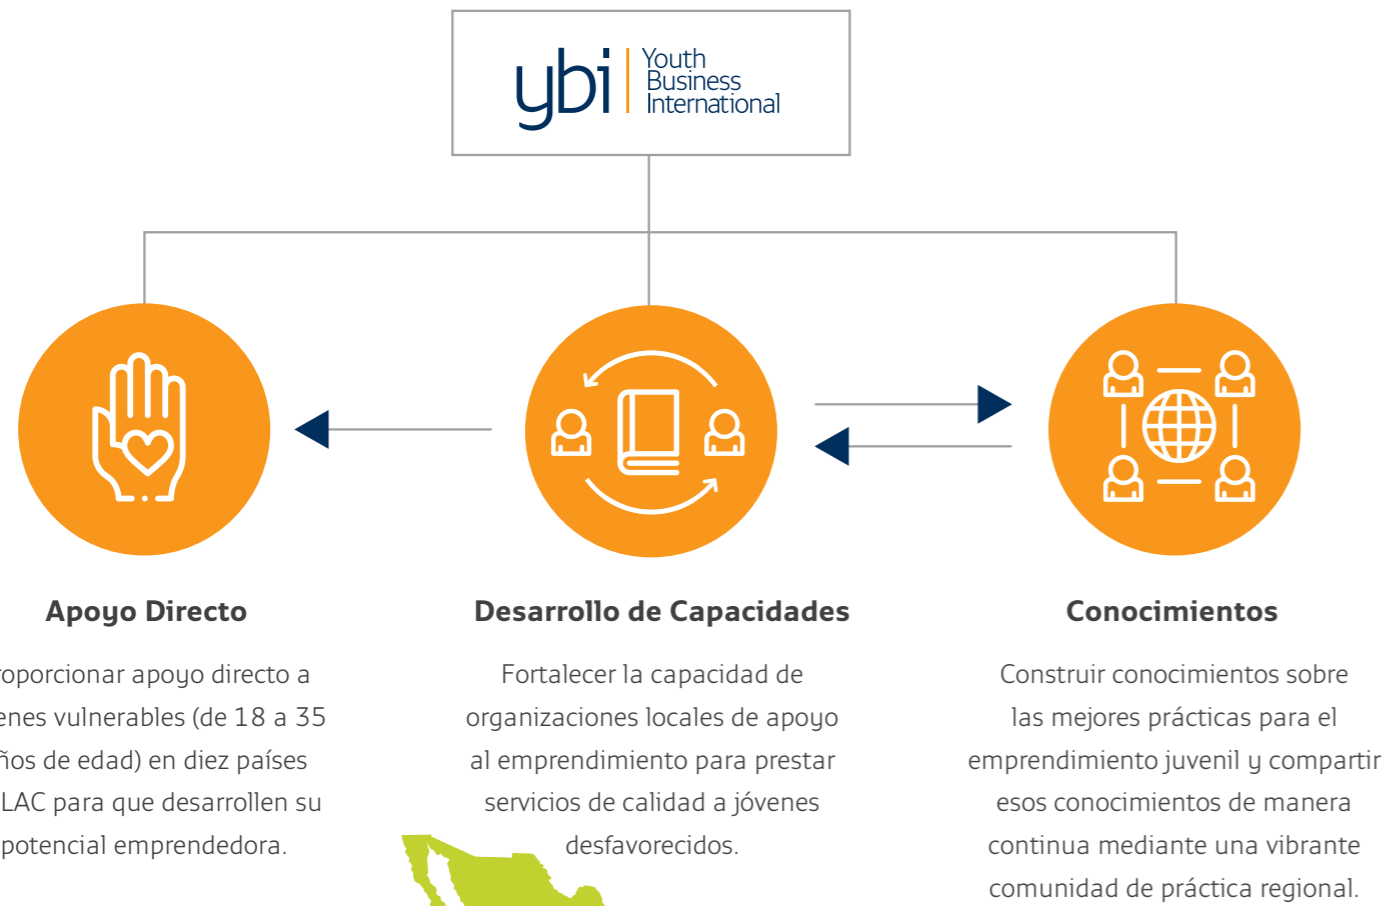 ybi
Youth
Business
International
Apoyo Directo
roporcionar apoyo directo a
enes vulnerables (de 18 a 35
ños de edad) en diez países
LAC para que desarrollen su
potencial emprendedora.
Desarrollo de Capacidades
Fortalecer la capacidad de
organizaciones locales de apoyo
al emprendimiento para prestar
servicios de calidad a jóvenes
desfavorecidos.
Conocimientos
Construir conocimientos sobre
las mejores prácticas para el
emprendimiento juvenil y compartir
esos conocimientos de manera
continua mediante una vibrante
comunidad de práctica regional.